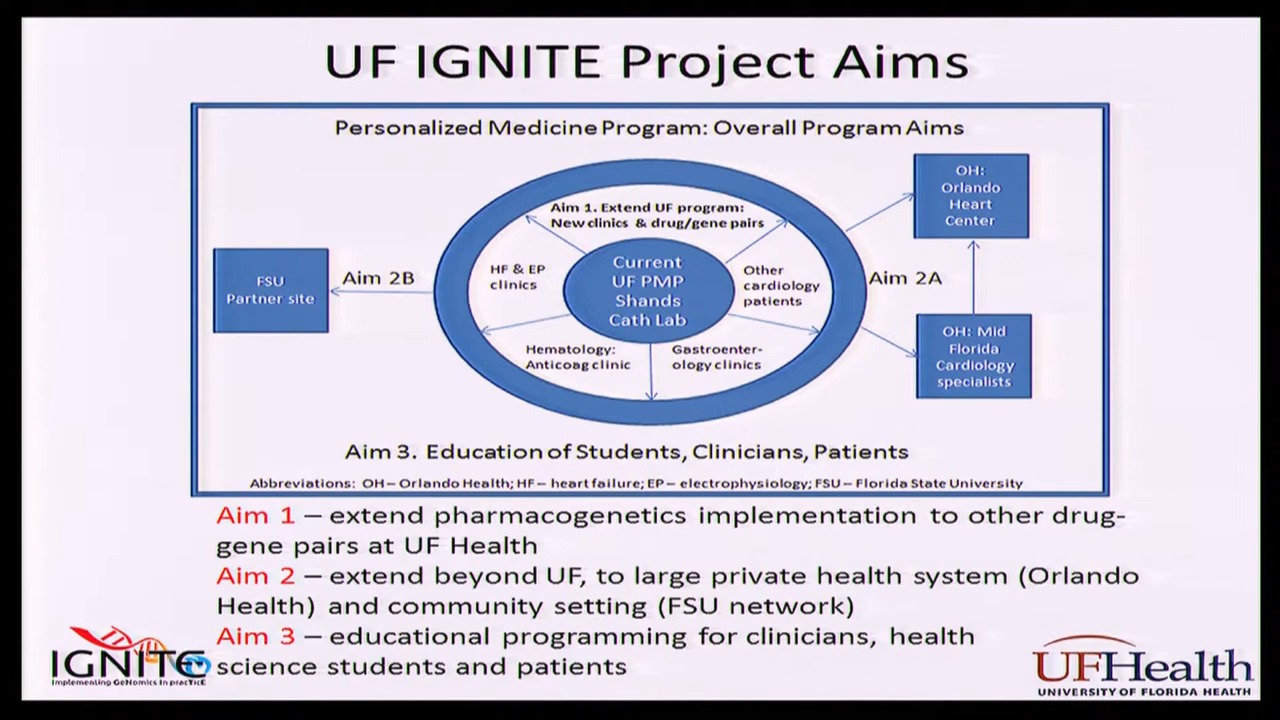 UF IGNITE Project Aims
Personalized Medicine Program: Overall Program Aims
Aim 1. Extend UF program:
New clinics & drug/gene pairs
Current
UF PMP
Shands
Cath Lab
HF & EP
clinics
Other
cardiology
patients
Hematology:
Anticoag clinic
Gastroenter-
ology clinics
FSU
Partner site
Aim 2B
Aim 2A
OH:
Orlando
Heart
Center
OH: Mid
Florida
Cardiology
specialists
Aim 3. Education of Students, Clinicians, Patients
Abbreviations: OH – Orlando Health; HF – heart failure; EP – electrophysiology; FSU – Florida State University
Aim 1 – extend pharmacogenetics implementation to other drug-
gene pairs at UF Health
Aim 2 – extend beyond UF, to large private health system (Orlando
Health) and community setting (FSU network)
Aim 3 – educational programming for clinicians, health
science students and patients
IGNITE
Implementing GeNomics In pracTicE
UFHealth
UNIVERSITY OF FLORIDA HEALTH